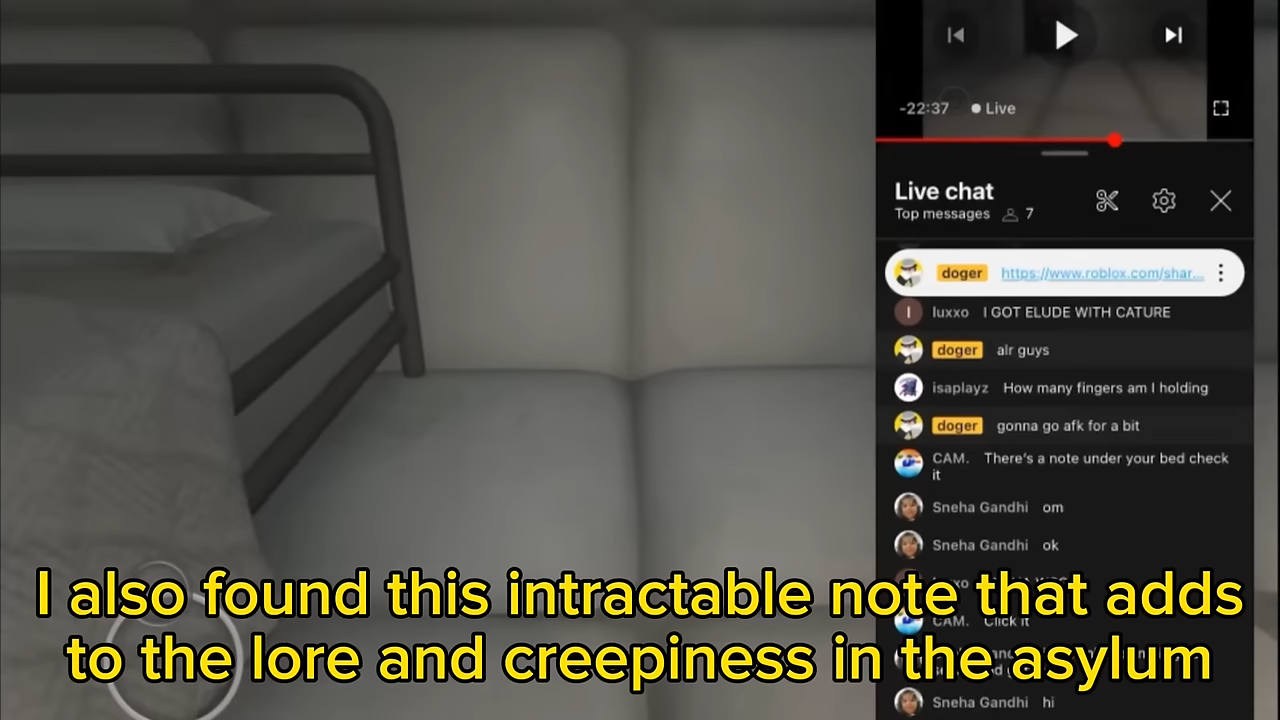 -22:37 Live
Live chat
Top messages 7
doger https://www.roblox.com/shar...
I luxxo I GOT ELUDE WITH CATURE
doger alr guys
isaplayz How many fingers am I holding
doger gonna go afk for a bit
CAM. There's a note under your bed check
it
Sneha Gandhi om
Sneha Gandhi ok
I also found this intractable note that adds
CAM. Click it
to the lore and creepiness in the asylum
Sneha Gandhi hi